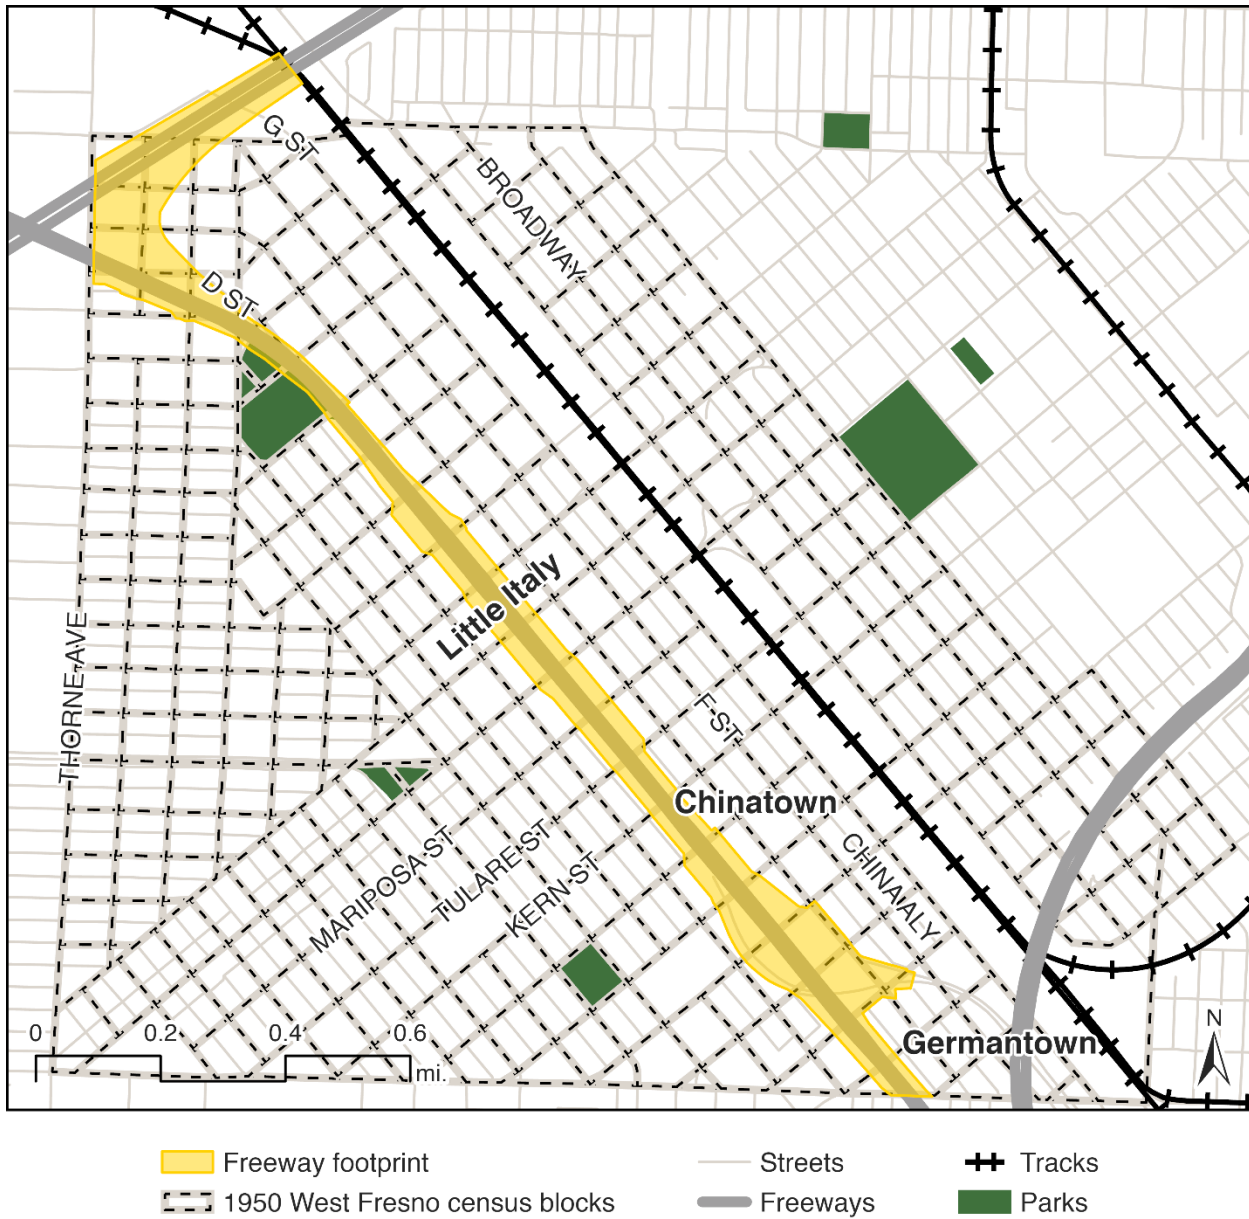 G ST
BROADWAY
D ST
Little Italy
THORNE AVE
F ST
Chinatown
MARIPOSA ST
TULARE ST
KERN ST
CHINA ALY
Germantown
0 0.2 0.4 0.6
mi.
N
Freeway footprint
Streets
Tracks
1950 West Fresno census blocks
Freeways
Parks